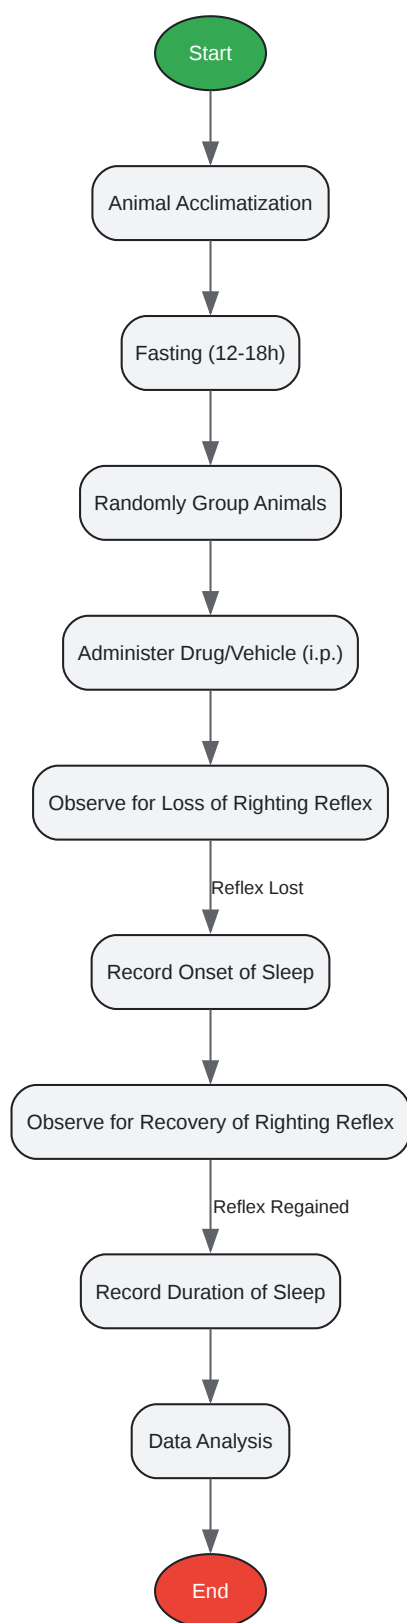 Start
Animal Acclimatization
Fasting (12-18h)
Randomly Group Animals
Administer Drug/Vehicle (i.p.)
Observe for Loss of Righting Reflex
Reflex Lost
Record Onset of Sleep
Observe for Recovery of Righting Reflex
Reflex Regained
Record Duration of Sleep
Data Analysis
End